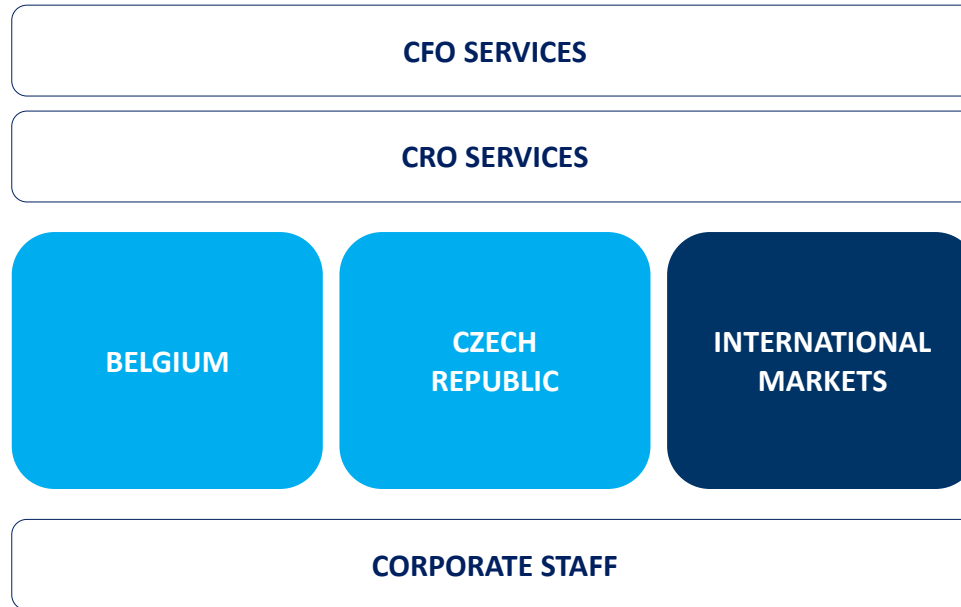 CFO SERVICES
CRO SERVICES
BELGIUM
CZECH
REPUBLIC
INTERNATIONAL
MARKETS
CORPORATE STAFF